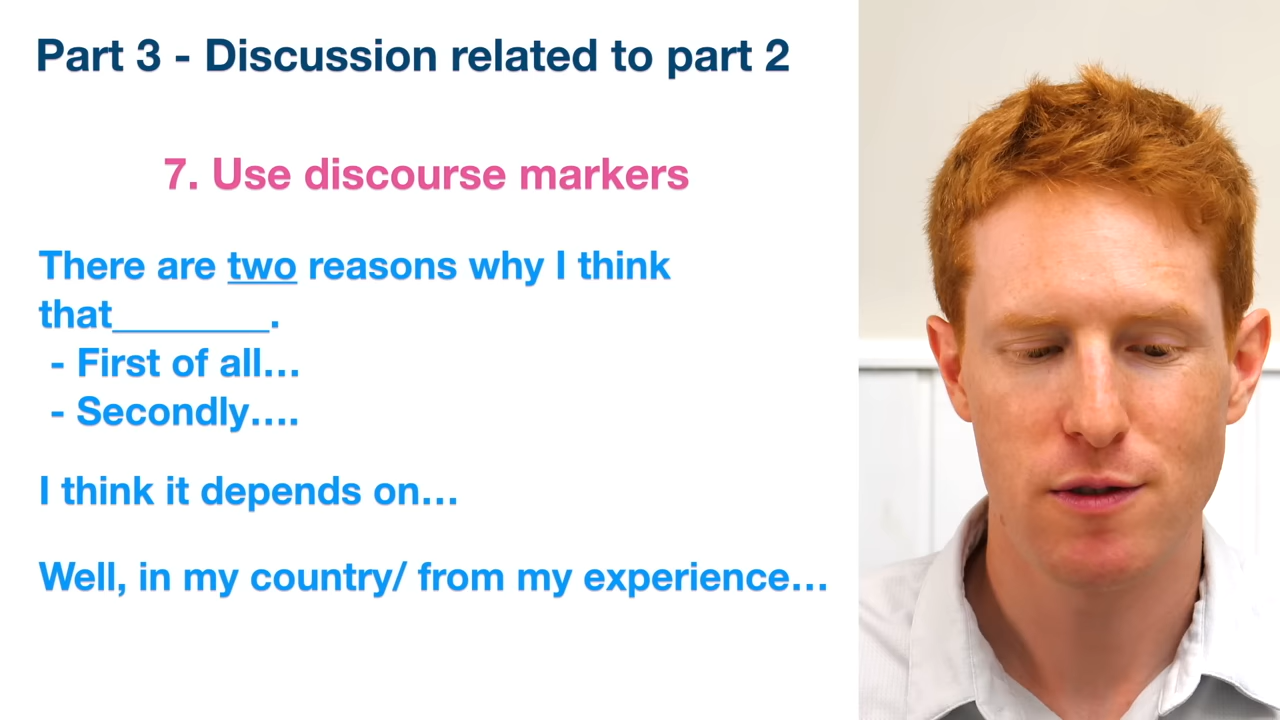 Part 3 - Discussion related to part 2
7. Use discourse markers
There are two reasons why I think
that________.
- First of all…
- Secondly….
I think it depends on…
Well, in my country/ from my experience…